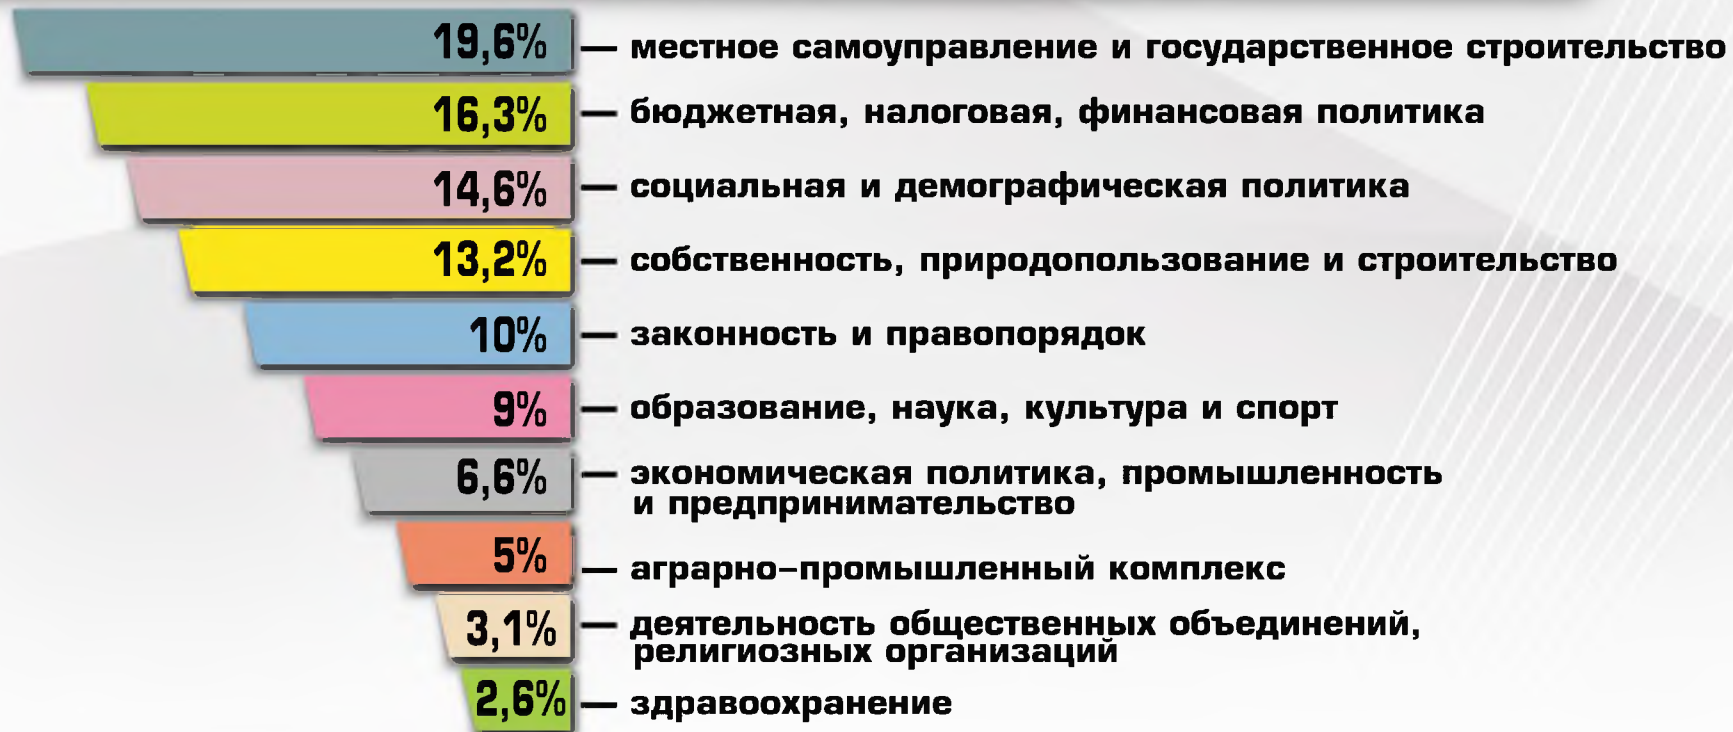 19,6% — местное самоуправление и государственное строительство
16,3% — бюджетная, налоговая, финансовая политика
14,6% — социальная и демографическая политика
13,2% — собственность, природопользование и строительство
10% — законность и правопорядок
9% — образование, наука, культура и спорт
6,6% — экономическая политика, промышленность
и предпринимательство
5% — аграрно-промышленный комплекс
3,1% — деятельность общественных объединений,
религиозных организаций
2,6% — здравоохранение